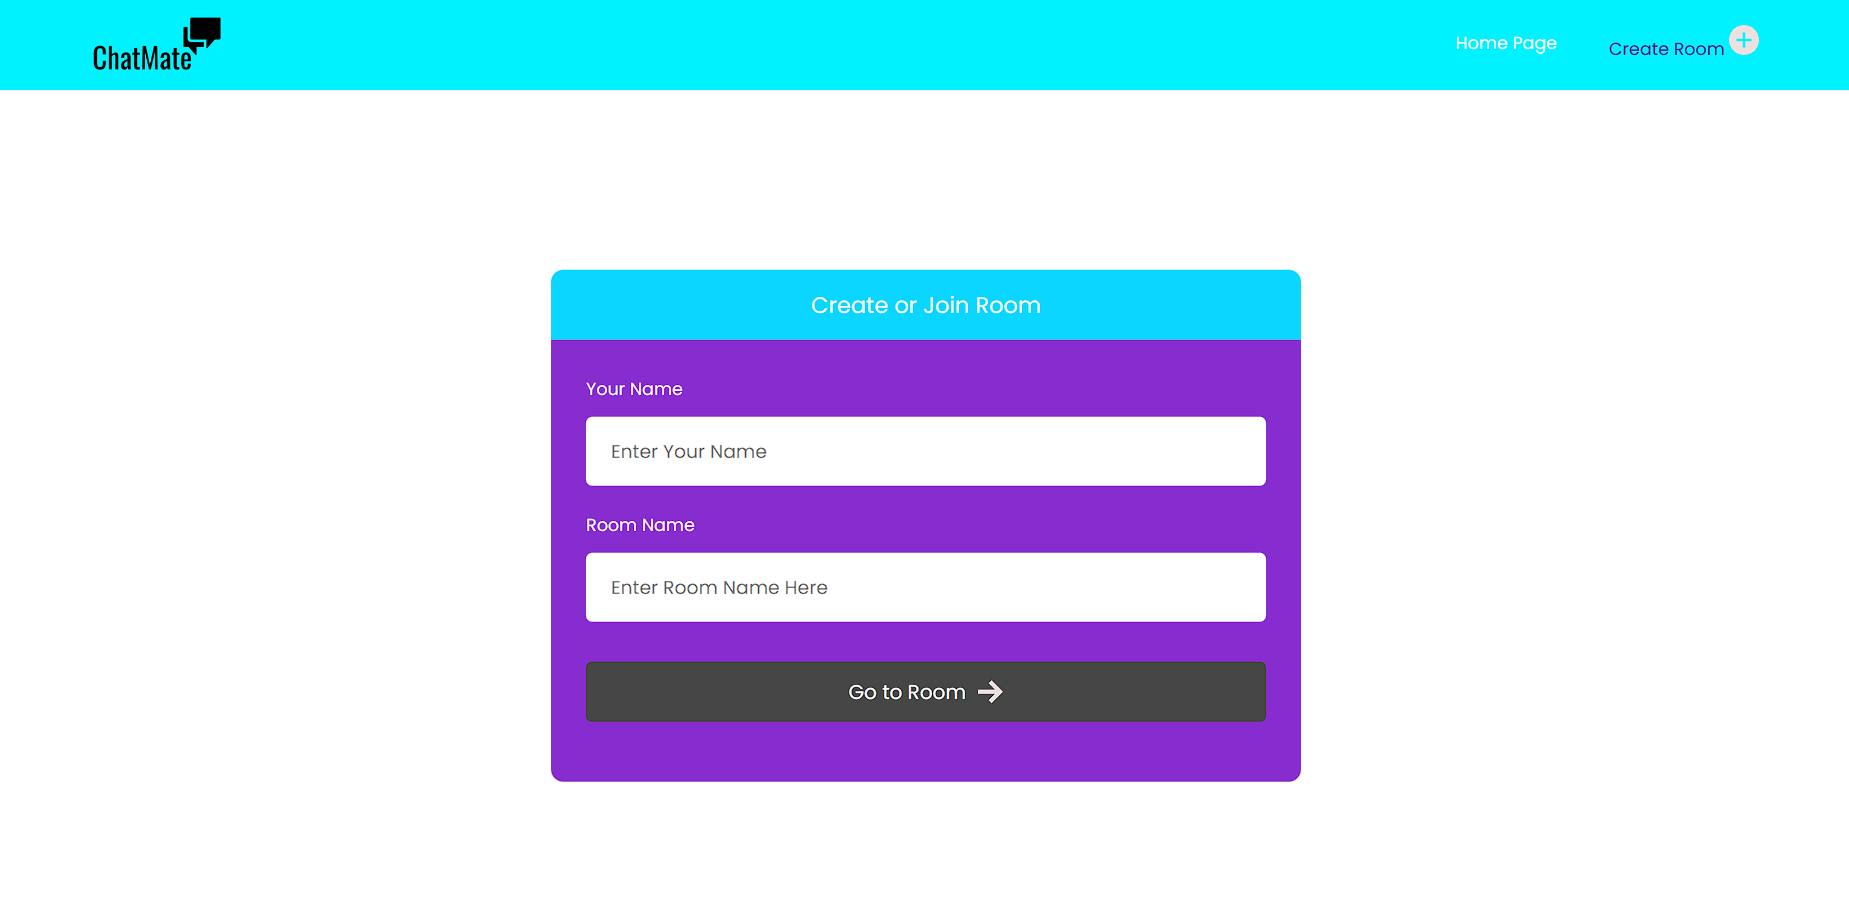 ChatMate
Home Page
Create Room
Create or Join Room
Your Name
Enter Your Name
Room Name
Enter Room Name Here
Go to Room